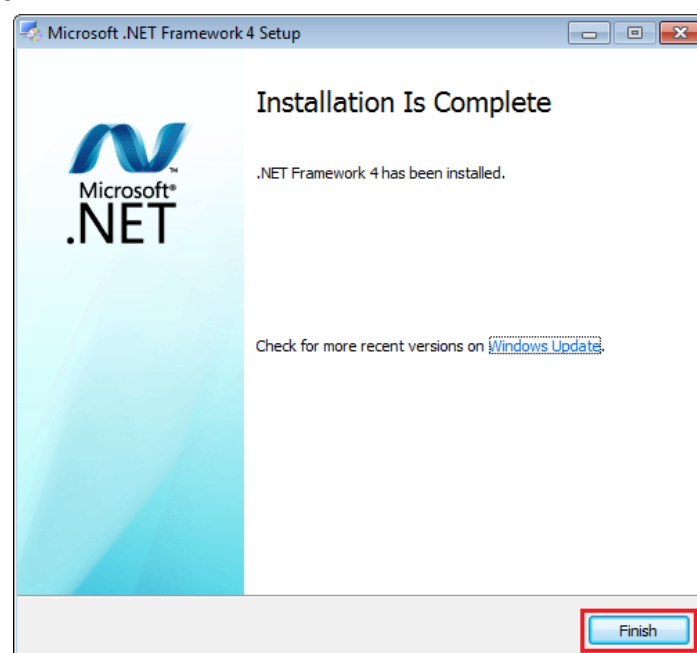 Microsoft .NET Framework 4 Setup
Installation Is Complete
Microsoft®
.NET
™
.NET Framework 4 has been installed.
Check for more recent versions on Windows Update.
Finish